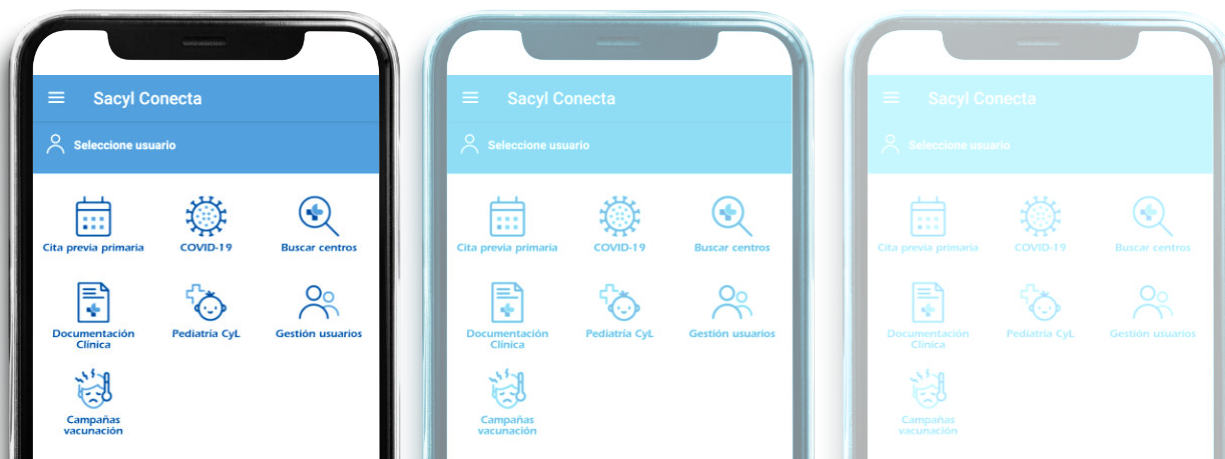 Sacyl Conecta
Seleccione usuario
Cita previa primaria
COVID-19
Buscar centros
Documentación
Clínica
Pediatría CyL
Gestión usuarios
Campañas
vacunación
Sacyl Conecta
Seleccione usuario
Cita previa primaria
COVID-19
Buscar centros
Documentación
Clínica
Pediatría CyL
Gestión usuarios
Campañas
vacunación
Sacyl Conecta
Seleccione usuario
Cita previa primaria
COVID-19
Buscar centros
Documentación
Clínica
Pediatría CyL
Gestión usuarios
Campañas
vacunación